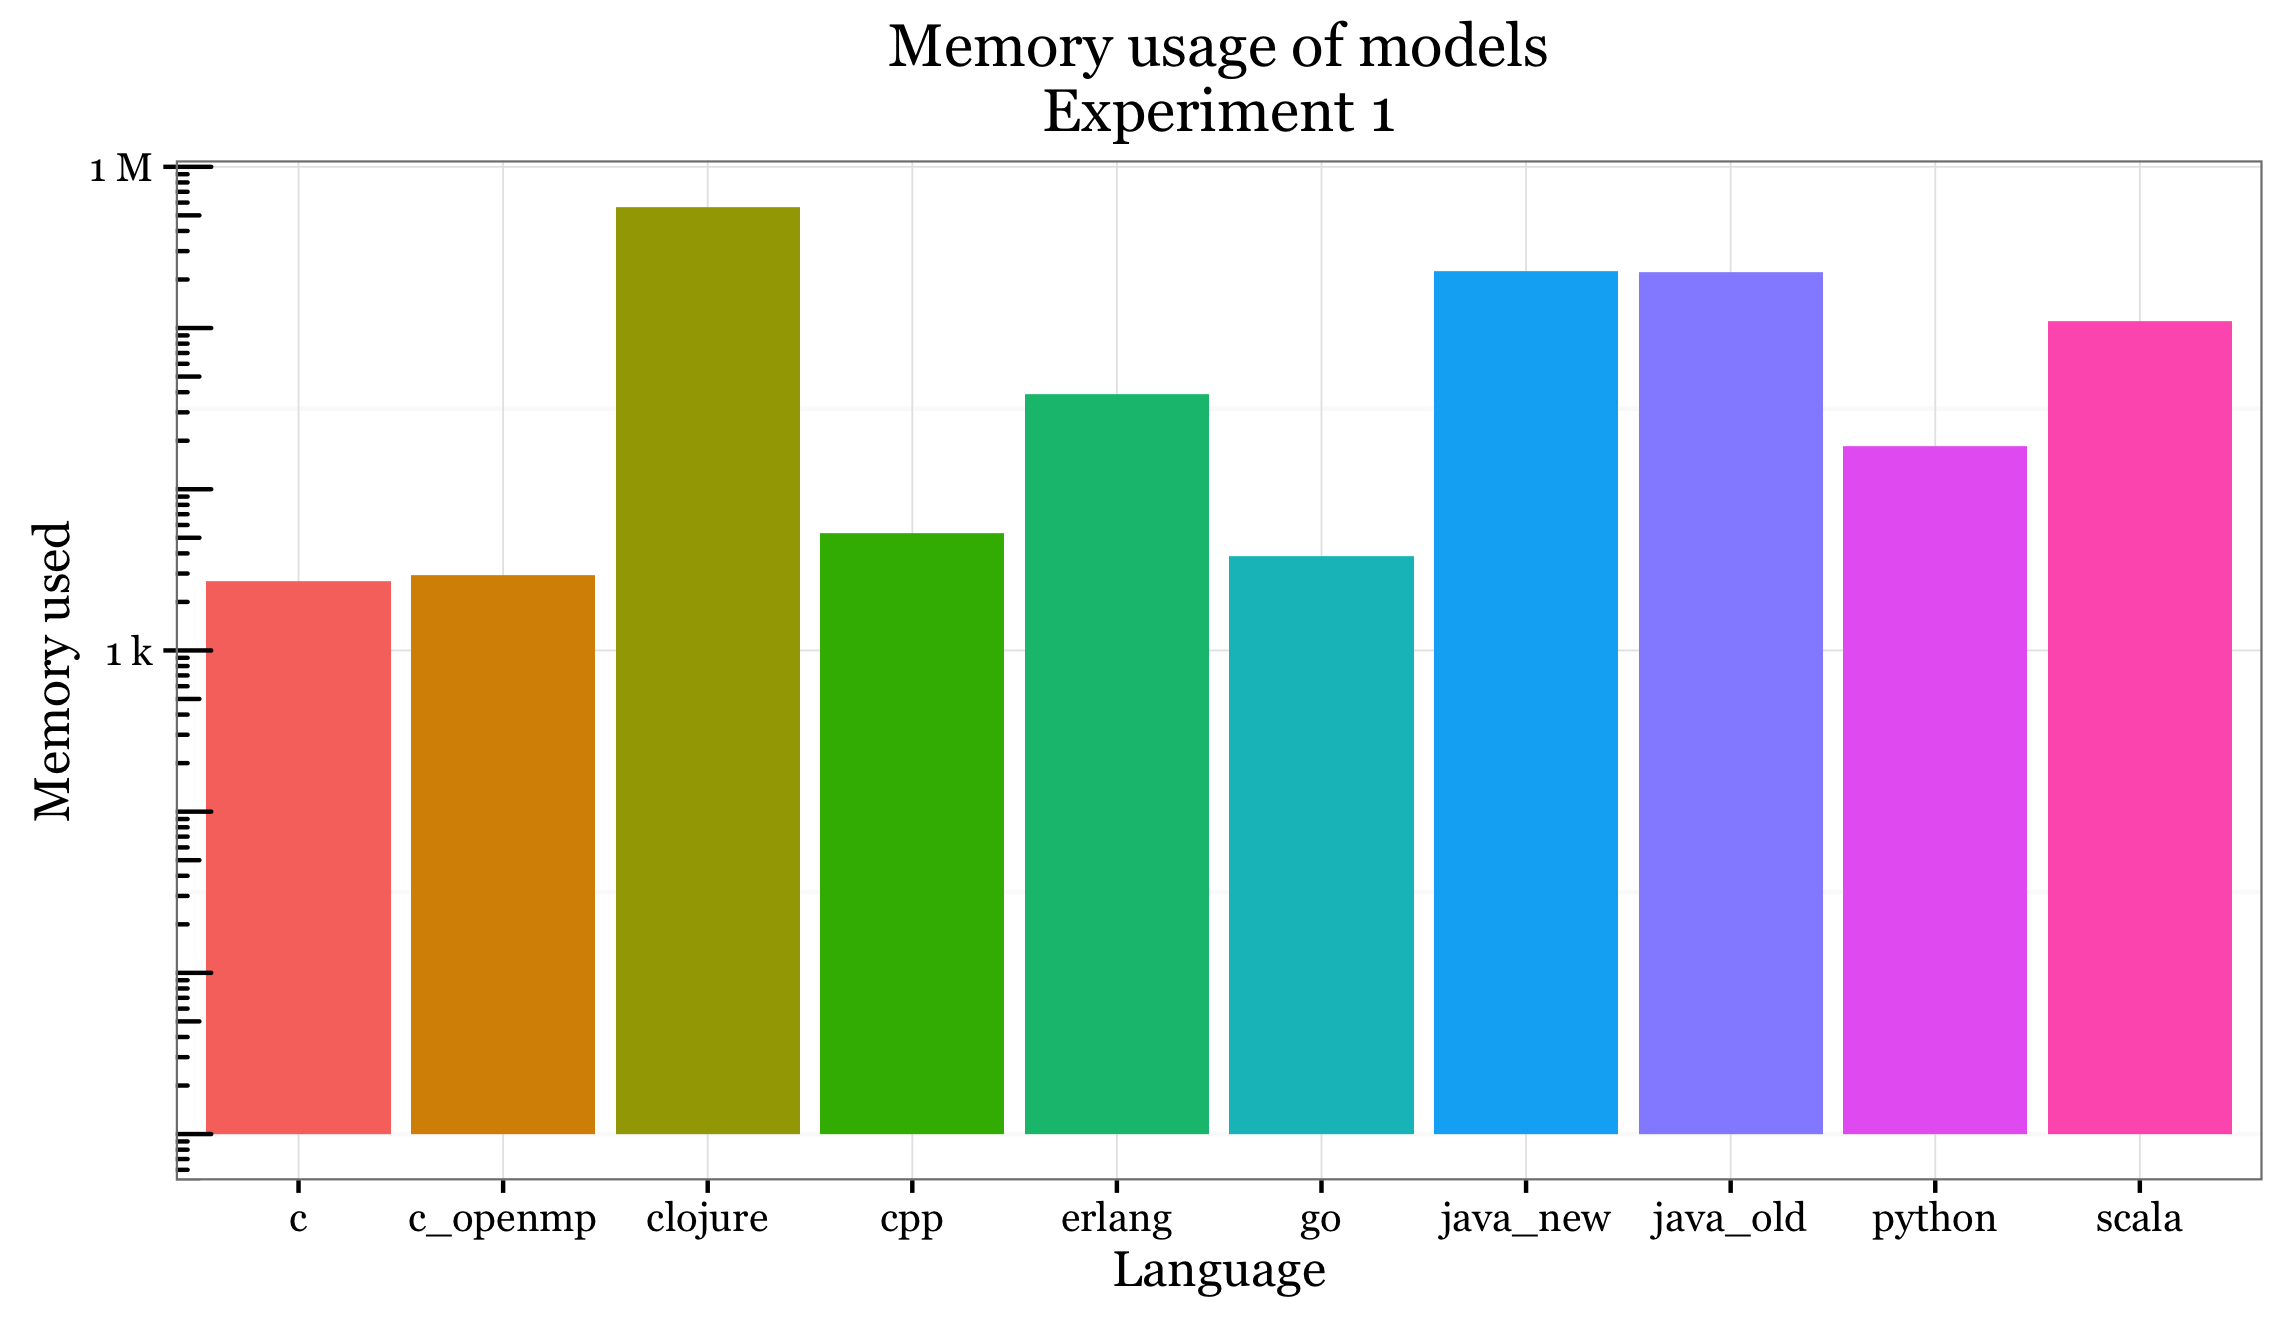 Memory usage of models
Experiment 1
1 M
1 k
Memory used
c c_openmp clojure cpp erlang go java_new java_old python scala
Language